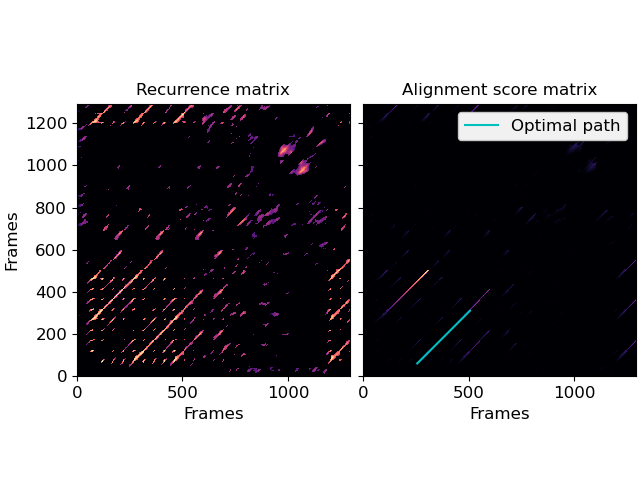 Recurrence matrix
Alignment score matrix
Optimal path
1200
1000
800
600
400
200
0
Frames
0 500 1000
0 500 1000
Frames
Frames